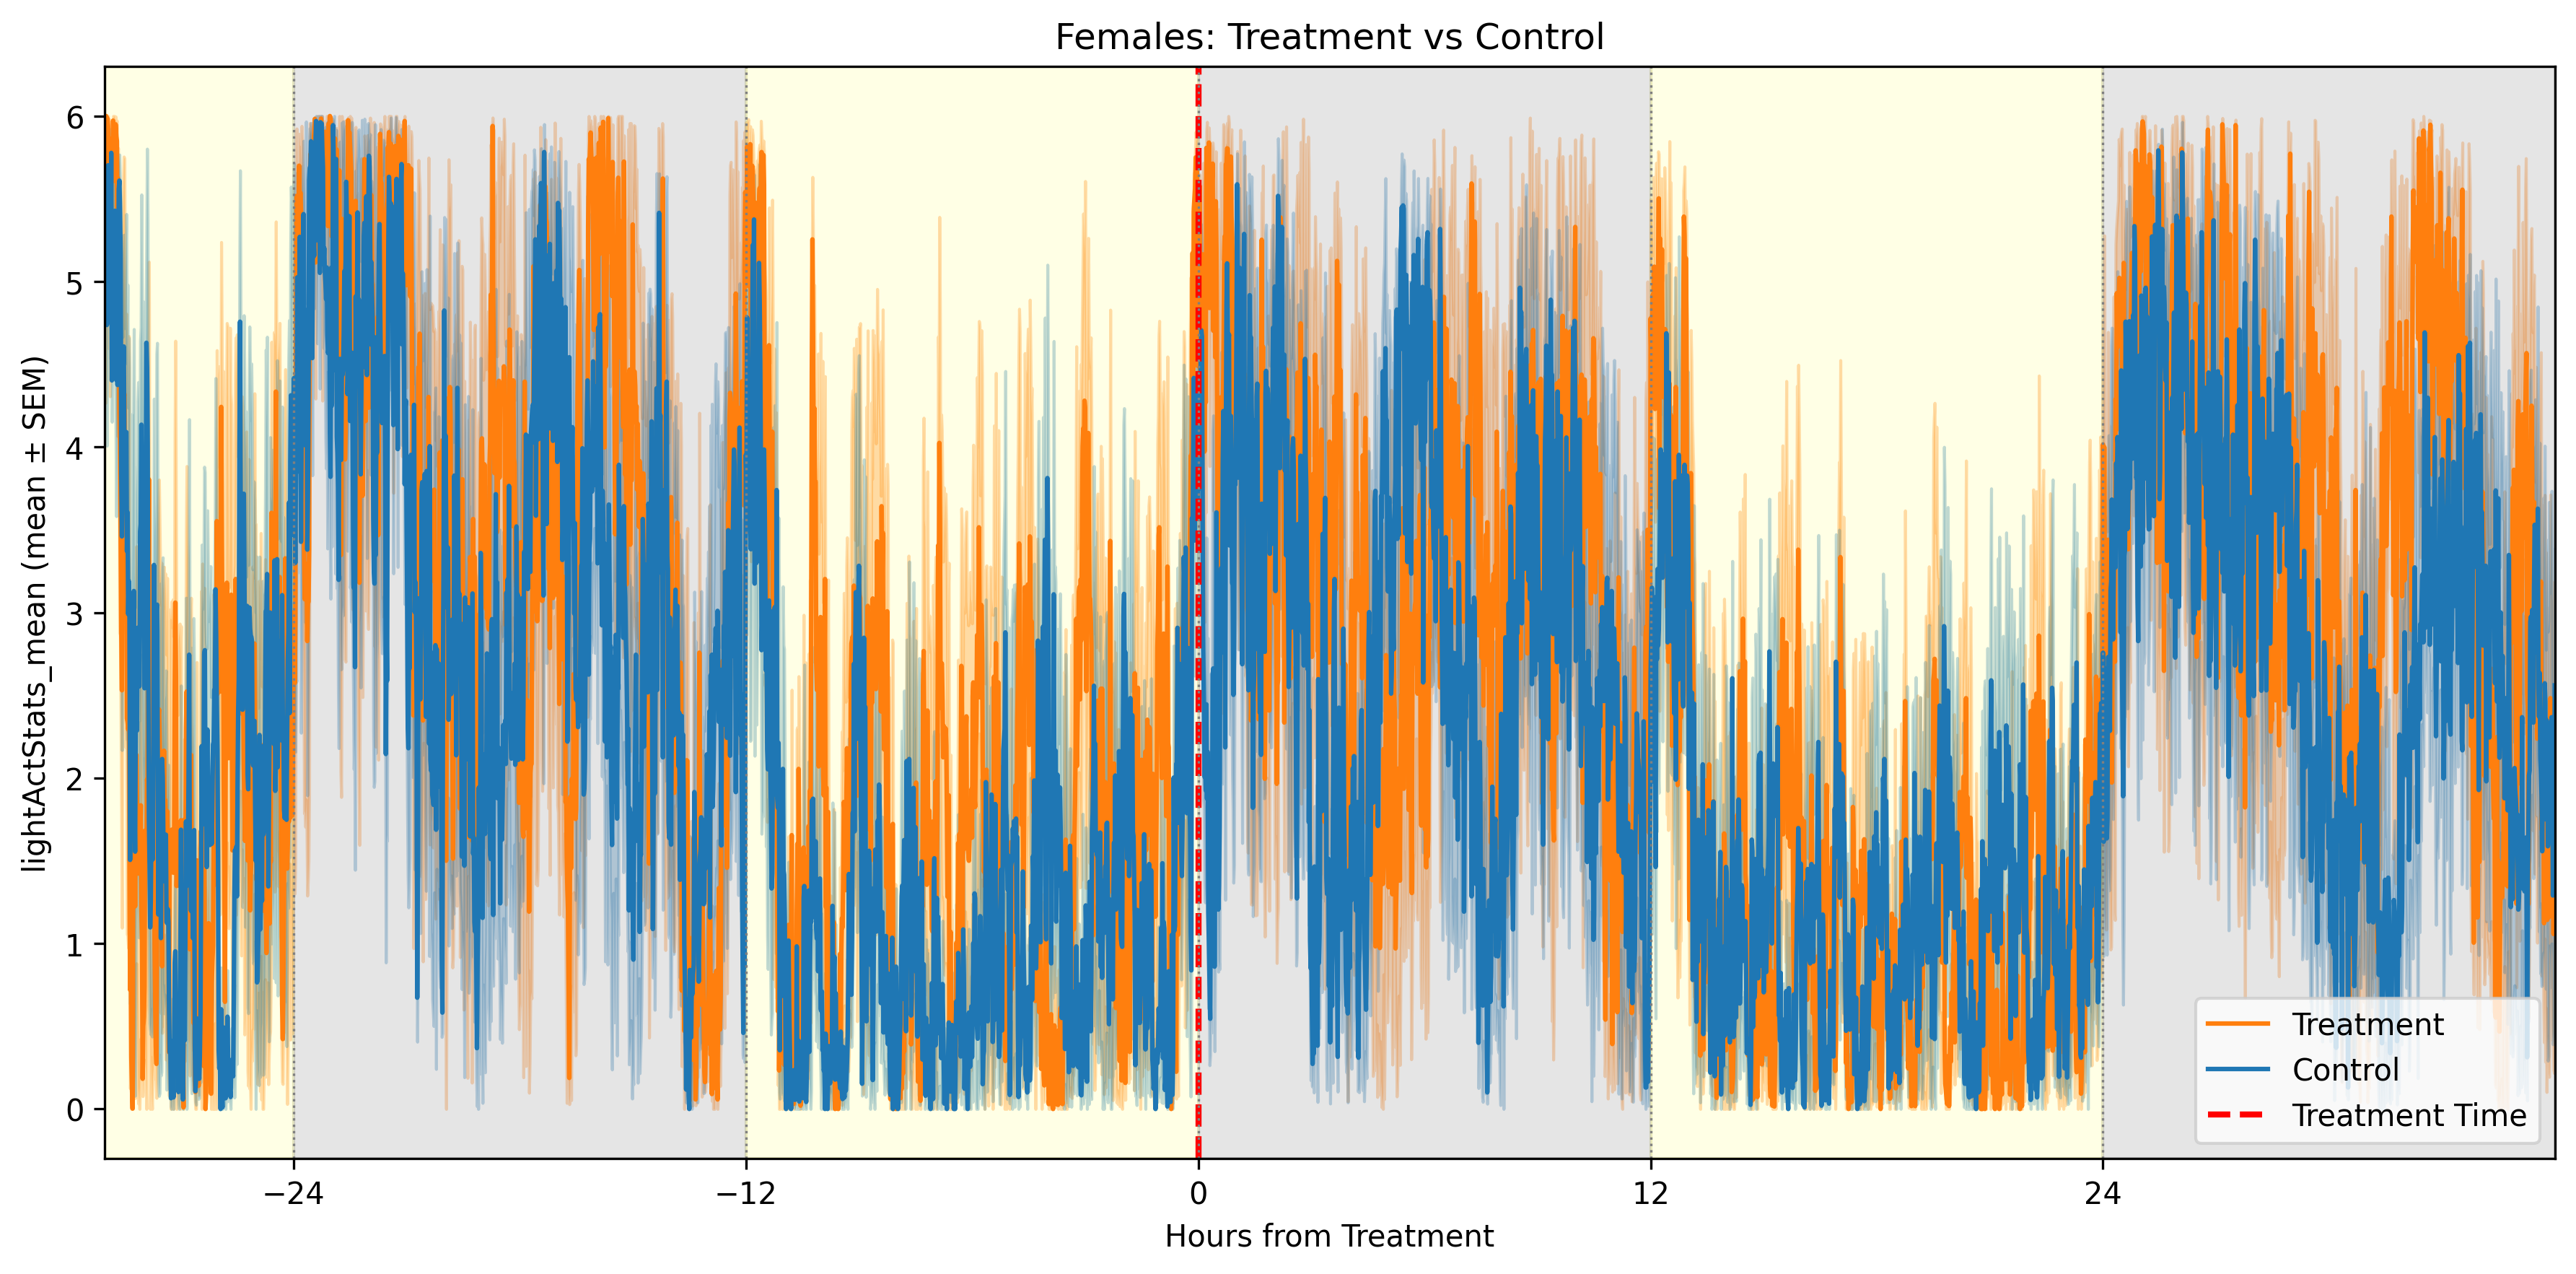 Females: Treatment vs Control
lightActStats_mean (mean ± SEM)
6
5
4
3
2
1
0
Treatment
Control
Treatment Time
−24
−12
0
12
24
Hours from Treatment